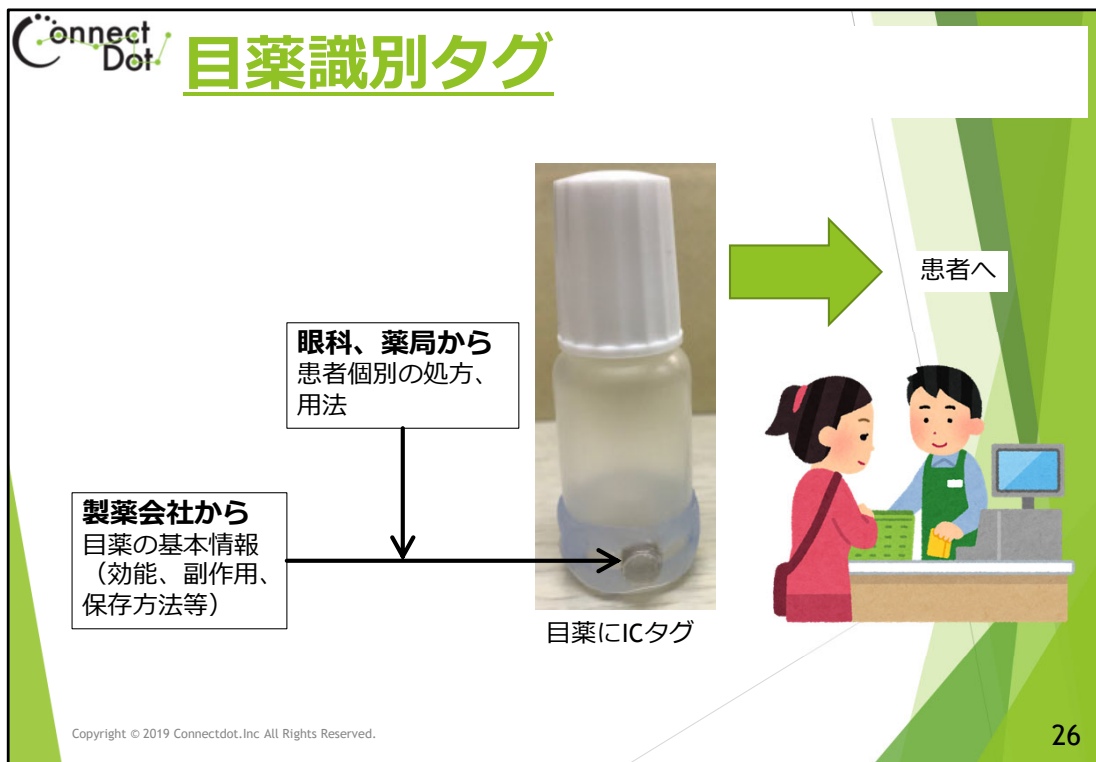 Connect
Dot
目薬識別タグ
患者へ
眼科、薬局から
患者個別の処方、
用法
製薬会社から
目薬の基本情報
（効能、副作用、
保存方法等）
目薬にICタグ
Copyright © 2019 Connectdot.Inc All Rights Reserved.
26